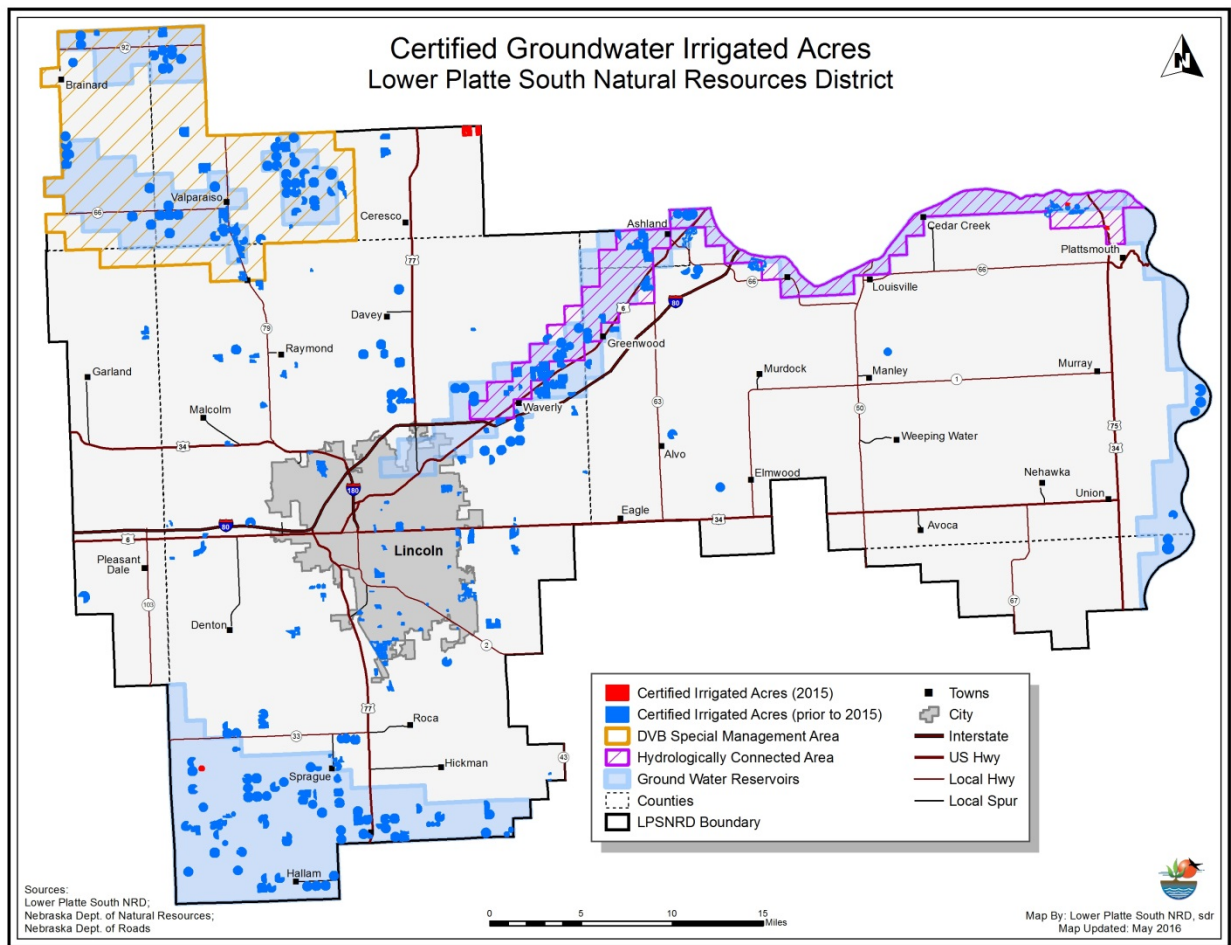 Certified Groundwater Irrigated Acres
Lower Platte South Natural Resources District
N
92
Brainard
Valparaiso
66
Ceresco
77
Ashland
Cedar Creek
Plattsmouth
66
66
Louisville
80
6
Davey
79
Raymond
Greenwood
Garland
Murdock
Manley
1
Murray
Malcolm
Waverly
63
50
34
75
34
Weeping Water
Alvo
180
Elmwood
Nehawka
Union
80
6
Eagle
34
Avoca
Lincoln
Pleasant
Dale
103
Denton
2
67
77
Roca
33
43
Sprague
Hickman
Hallam
Certified Irrigated Acres (2015)
Certified Irrigated Acres (prior to 2015)
DVB Special Management Area
Hydrologically Connected Area
Ground Water Reservoirs
Counties
LPSNRD Boundary
Towns
City
Interstate
US Hwy
Local Hwy
Local Spur
Sources:
Lower Platte South NRD;
Nebraska Dept. of Natural Resources;
Nebraska Dept. of Roads
0 5 10 15
Miles
Map By: Lower Platte South NRD, sdr
Map Updated: May 2016